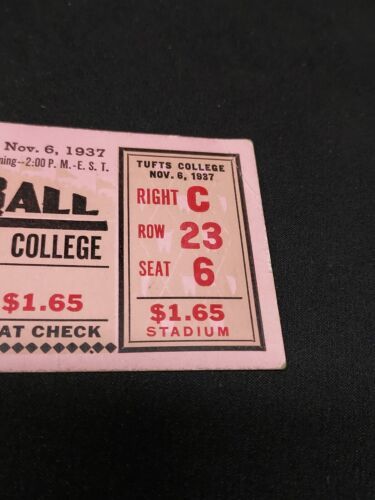 Nov. 6, 1937
ning—2:00 P. M.-E. S. T.
BALL
COLLEGE
$1.65
AT CHECK
TUFTS COLLEGE
NOV. 6, 1937
RIGHT C
ROW 23
SEAT 6
$1.65
STADIUM